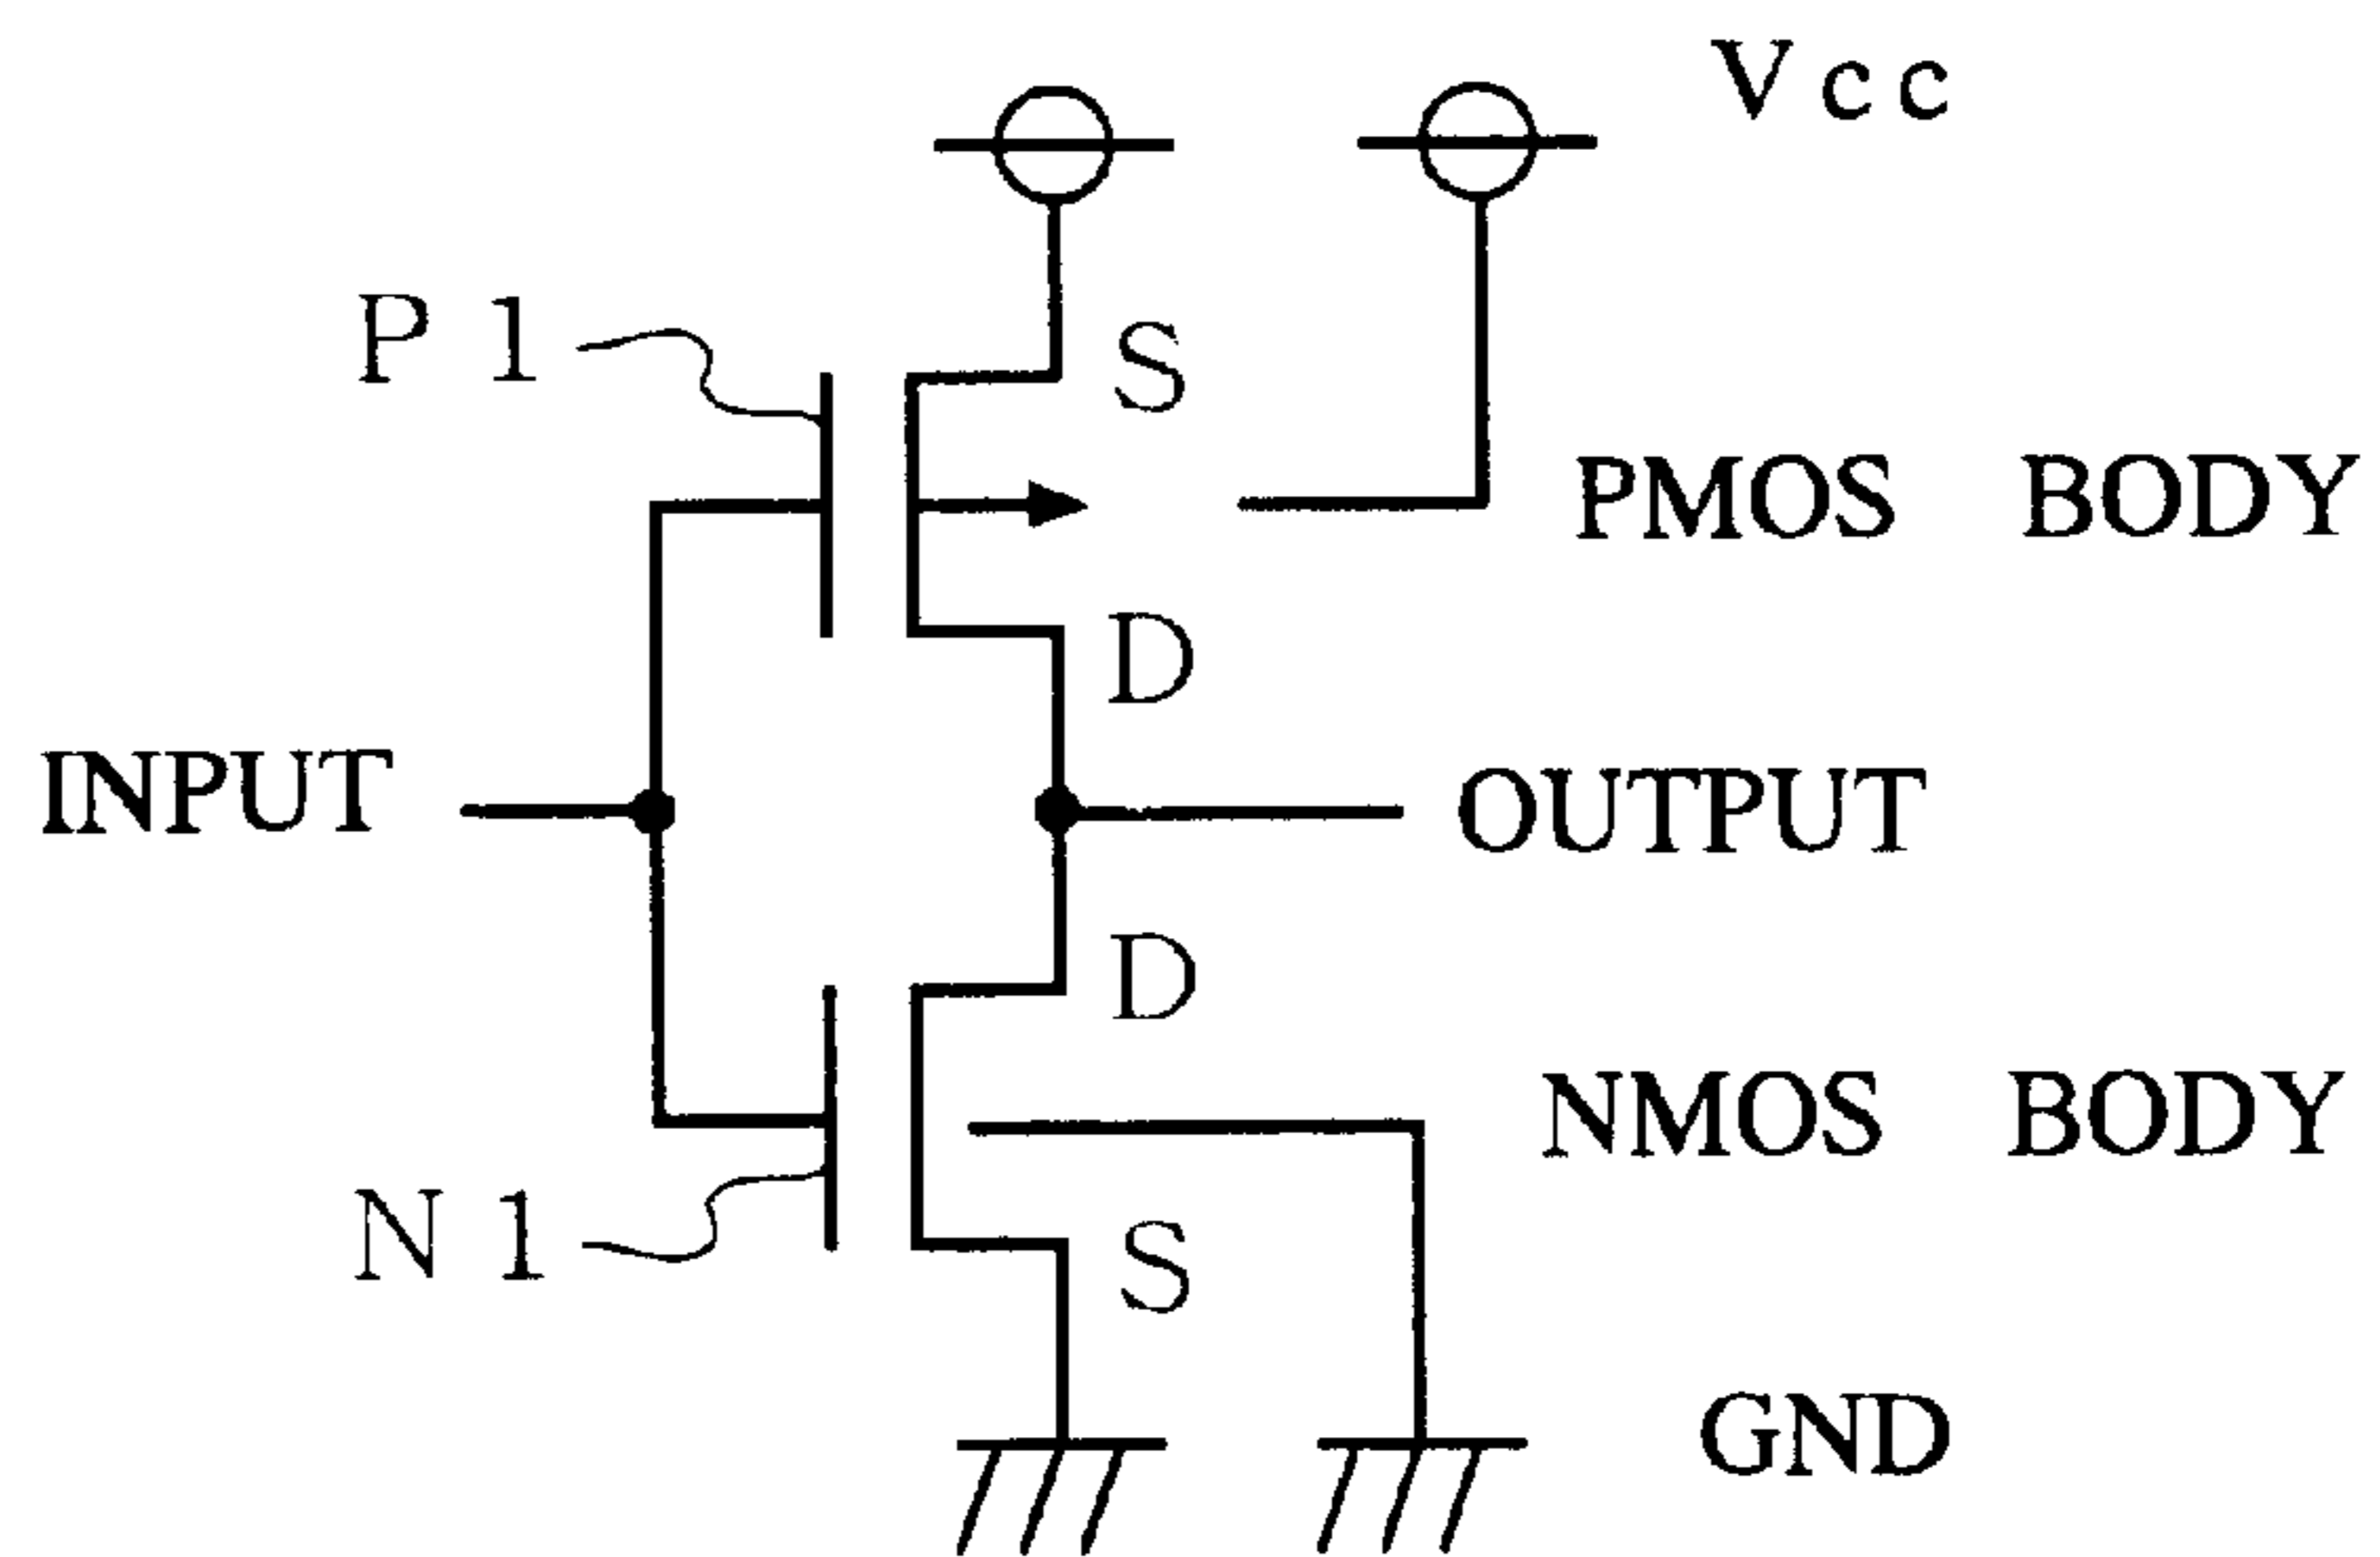 Vcc
P1
S
PMOS BODY
D
INPUT
OUTPUT
D
NMOS BODY
N1
S
GND